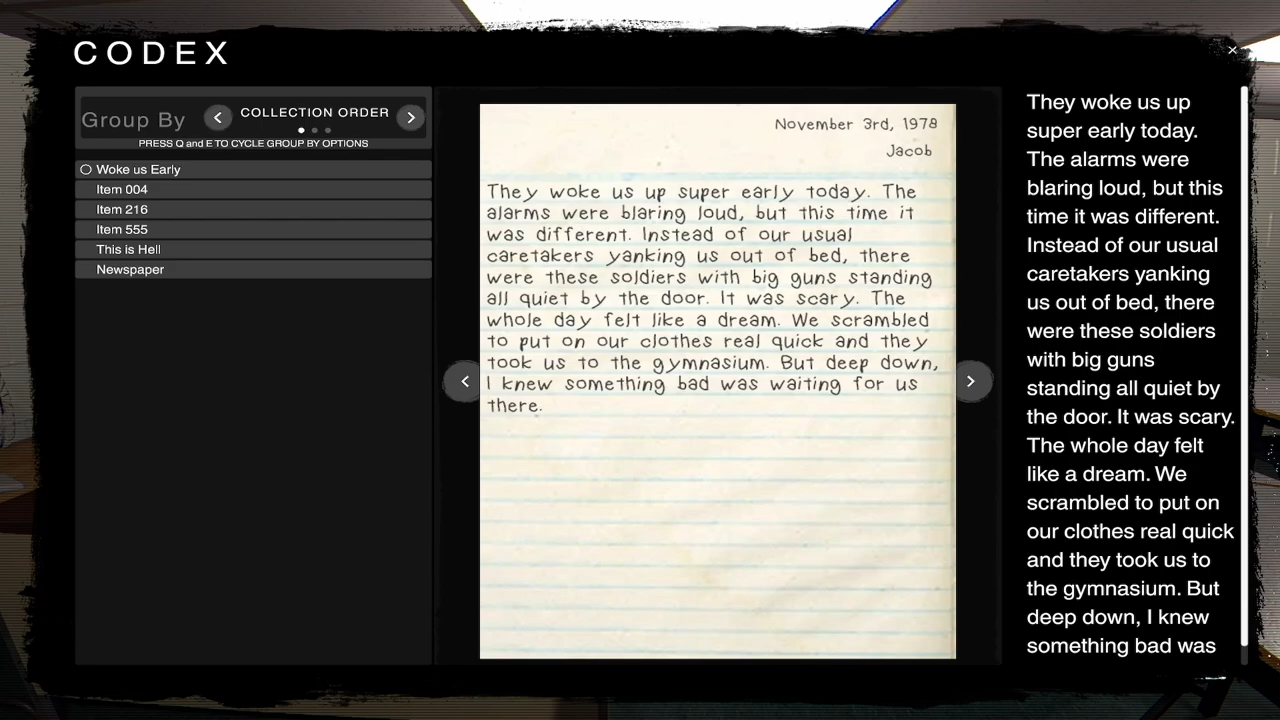 CODEX
×
Group By
< COLLECTION ORDER >
PRESS Q and E TO CYCLE GROUP BY OPTIONS
Woke us Early
Item 004
Item 216
Item 555
This is Hell
Newspaper
November 3rd, 1978
Jacob
They woke us up super early today. The
alarms were blaring loud, but this time it
was different. Instead of our usual
caretakers yanking us out of bed, there
were these soldiers with big guns standing
all quiet by the door. It was scary. The
whole day felt like a dream. We scrambled
to put on our clothes real quick and they
took us to the gymnasium. But deep down,
I knew something bad was waiting for us
there.
< >
They woke us up
super early today.
The alarms were
blaring loud, but this
time it was different.
Instead of our usual
caretakers yanking
us out of bed, there
were these soldiers
with big guns
standing all quiet by
the door. It was scary.
The whole day felt
like a dream. We
scrambled to put on
our clothes real quick
and they took us to
the gymnasium. But
deep down, I knew
something bad was